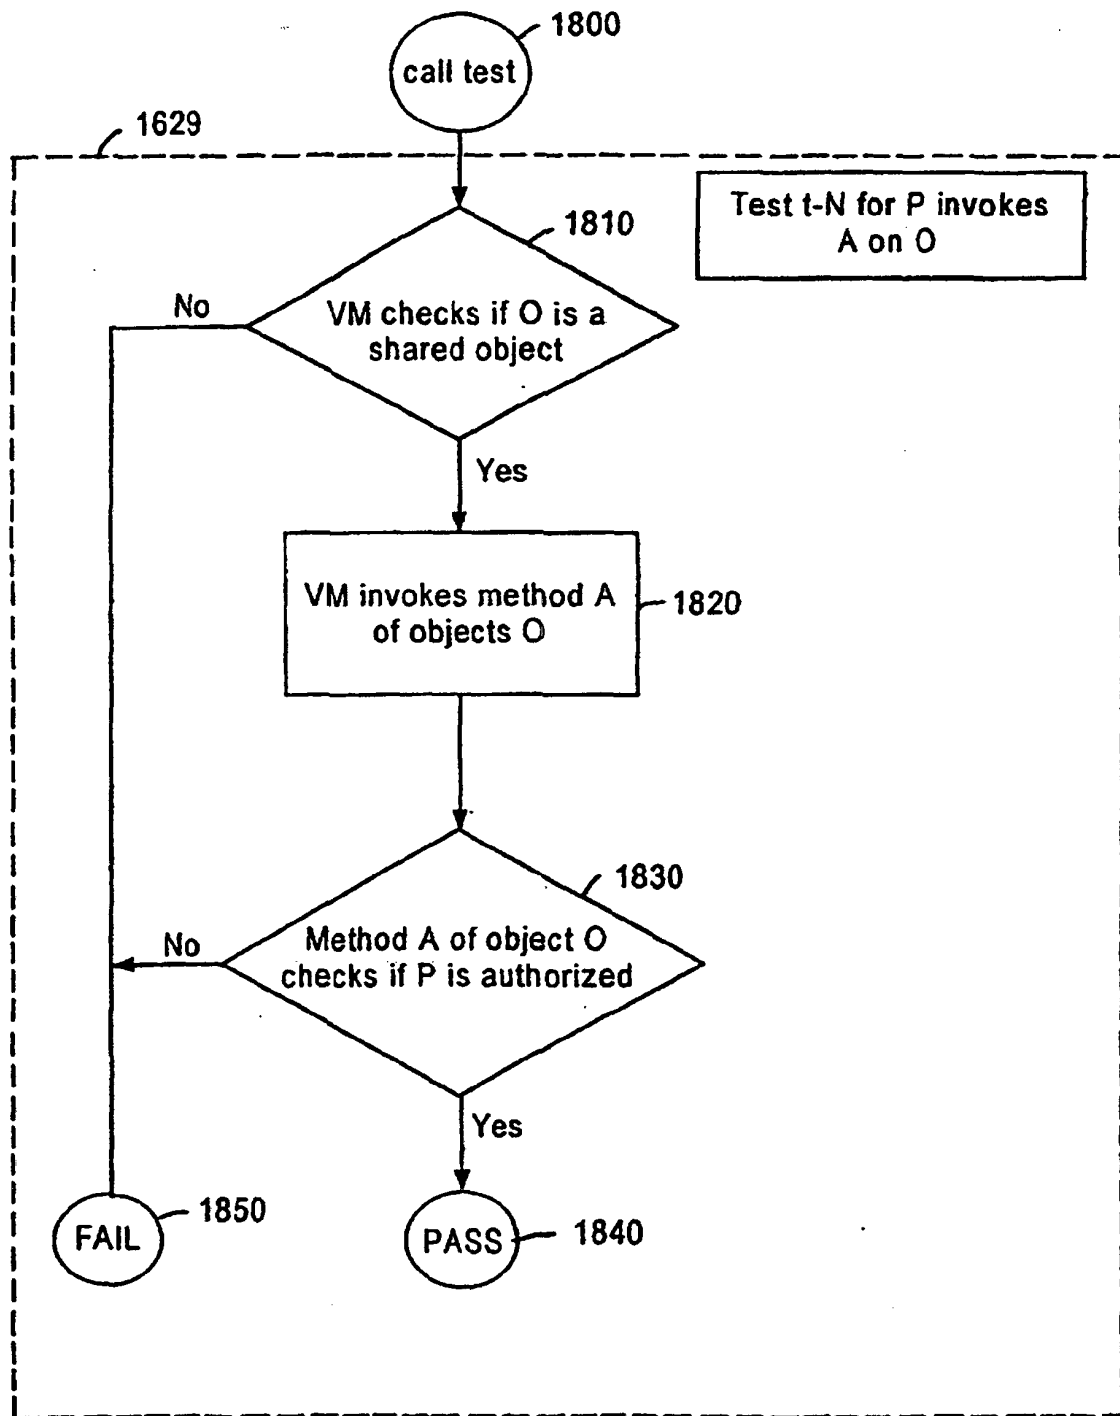 1800
call test
1629
Test t-N for P invokes
A on O
1810
No
VM checks if O is a
shared object
Yes
VM invokes method A
of objects O
1820
1830
No
Method A of object O
checks if P is authorized
Yes
1850
FAIL
PASS
1840